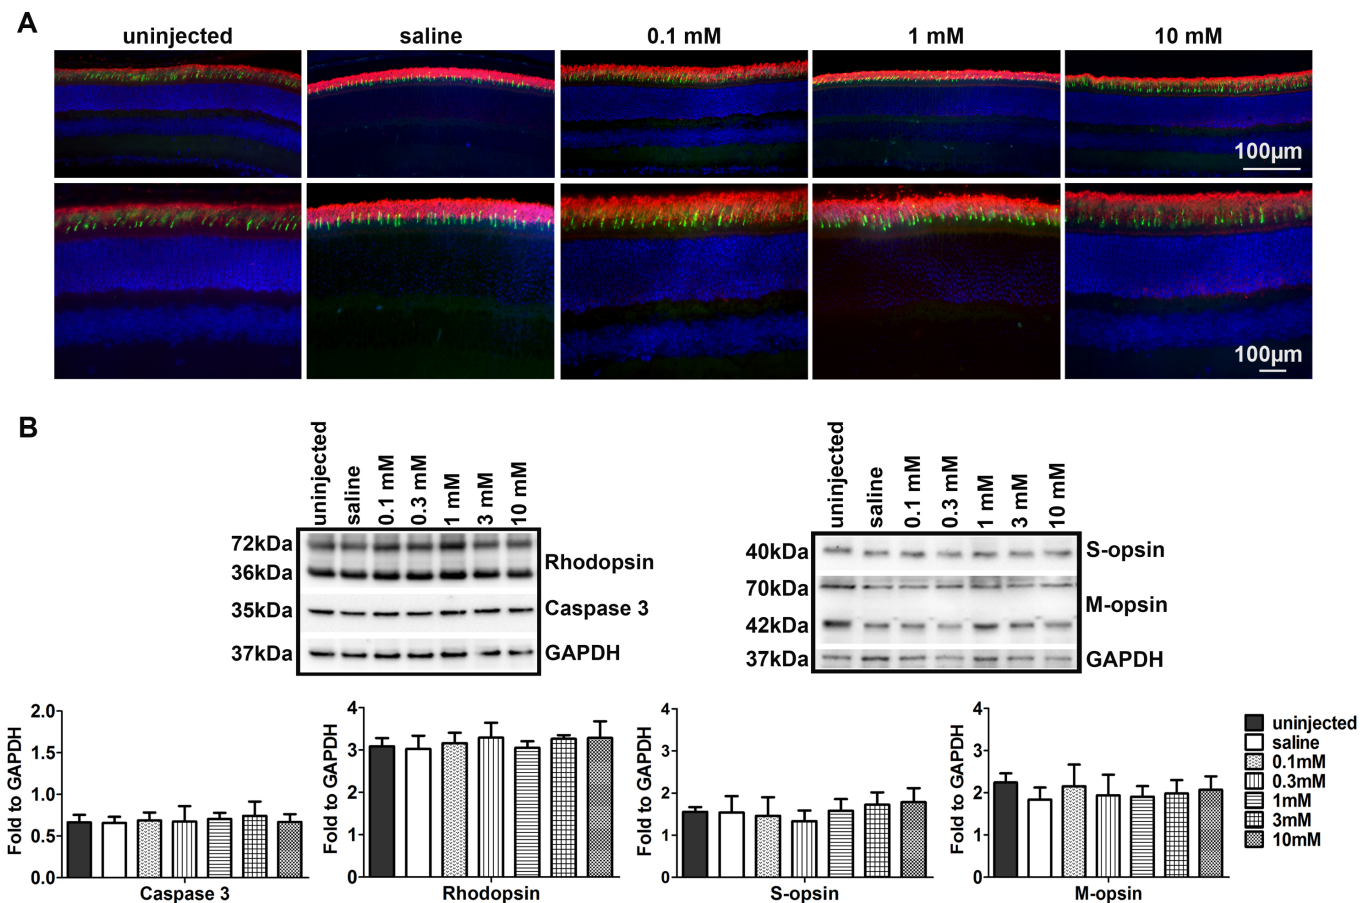 A
uninjected saline 0.1 mM 1 mM 10 mM
100µm
100µm
B
uninjected saline 0.1 mM 0.3 mM 1 mM 3 mM 10 mM
72kDa
36kDa
Rhodopsin
35kDa Caspase 3
37kDa GAPDH
uninjected saline 0.1 mM 0.3 mM 1 mM 3 mM 10 mM
40kDa S-opsin
70kDa
M-opsin
42kDa
37kDa GAPDH
Fold to GAPDH
2.0
1.5
1.0
0.5
0.0
Caspase 3
Fold to GAPDH
4
3
2
1
0
Rhodopsin
Fold to GAPDH
4
3
2
1
0
S-opsin
Fold to GAPDH
4
3
2
1
0
M-opsin
uninjected
saline
0.1mM
0.3mM
1mM
3mM
10mM